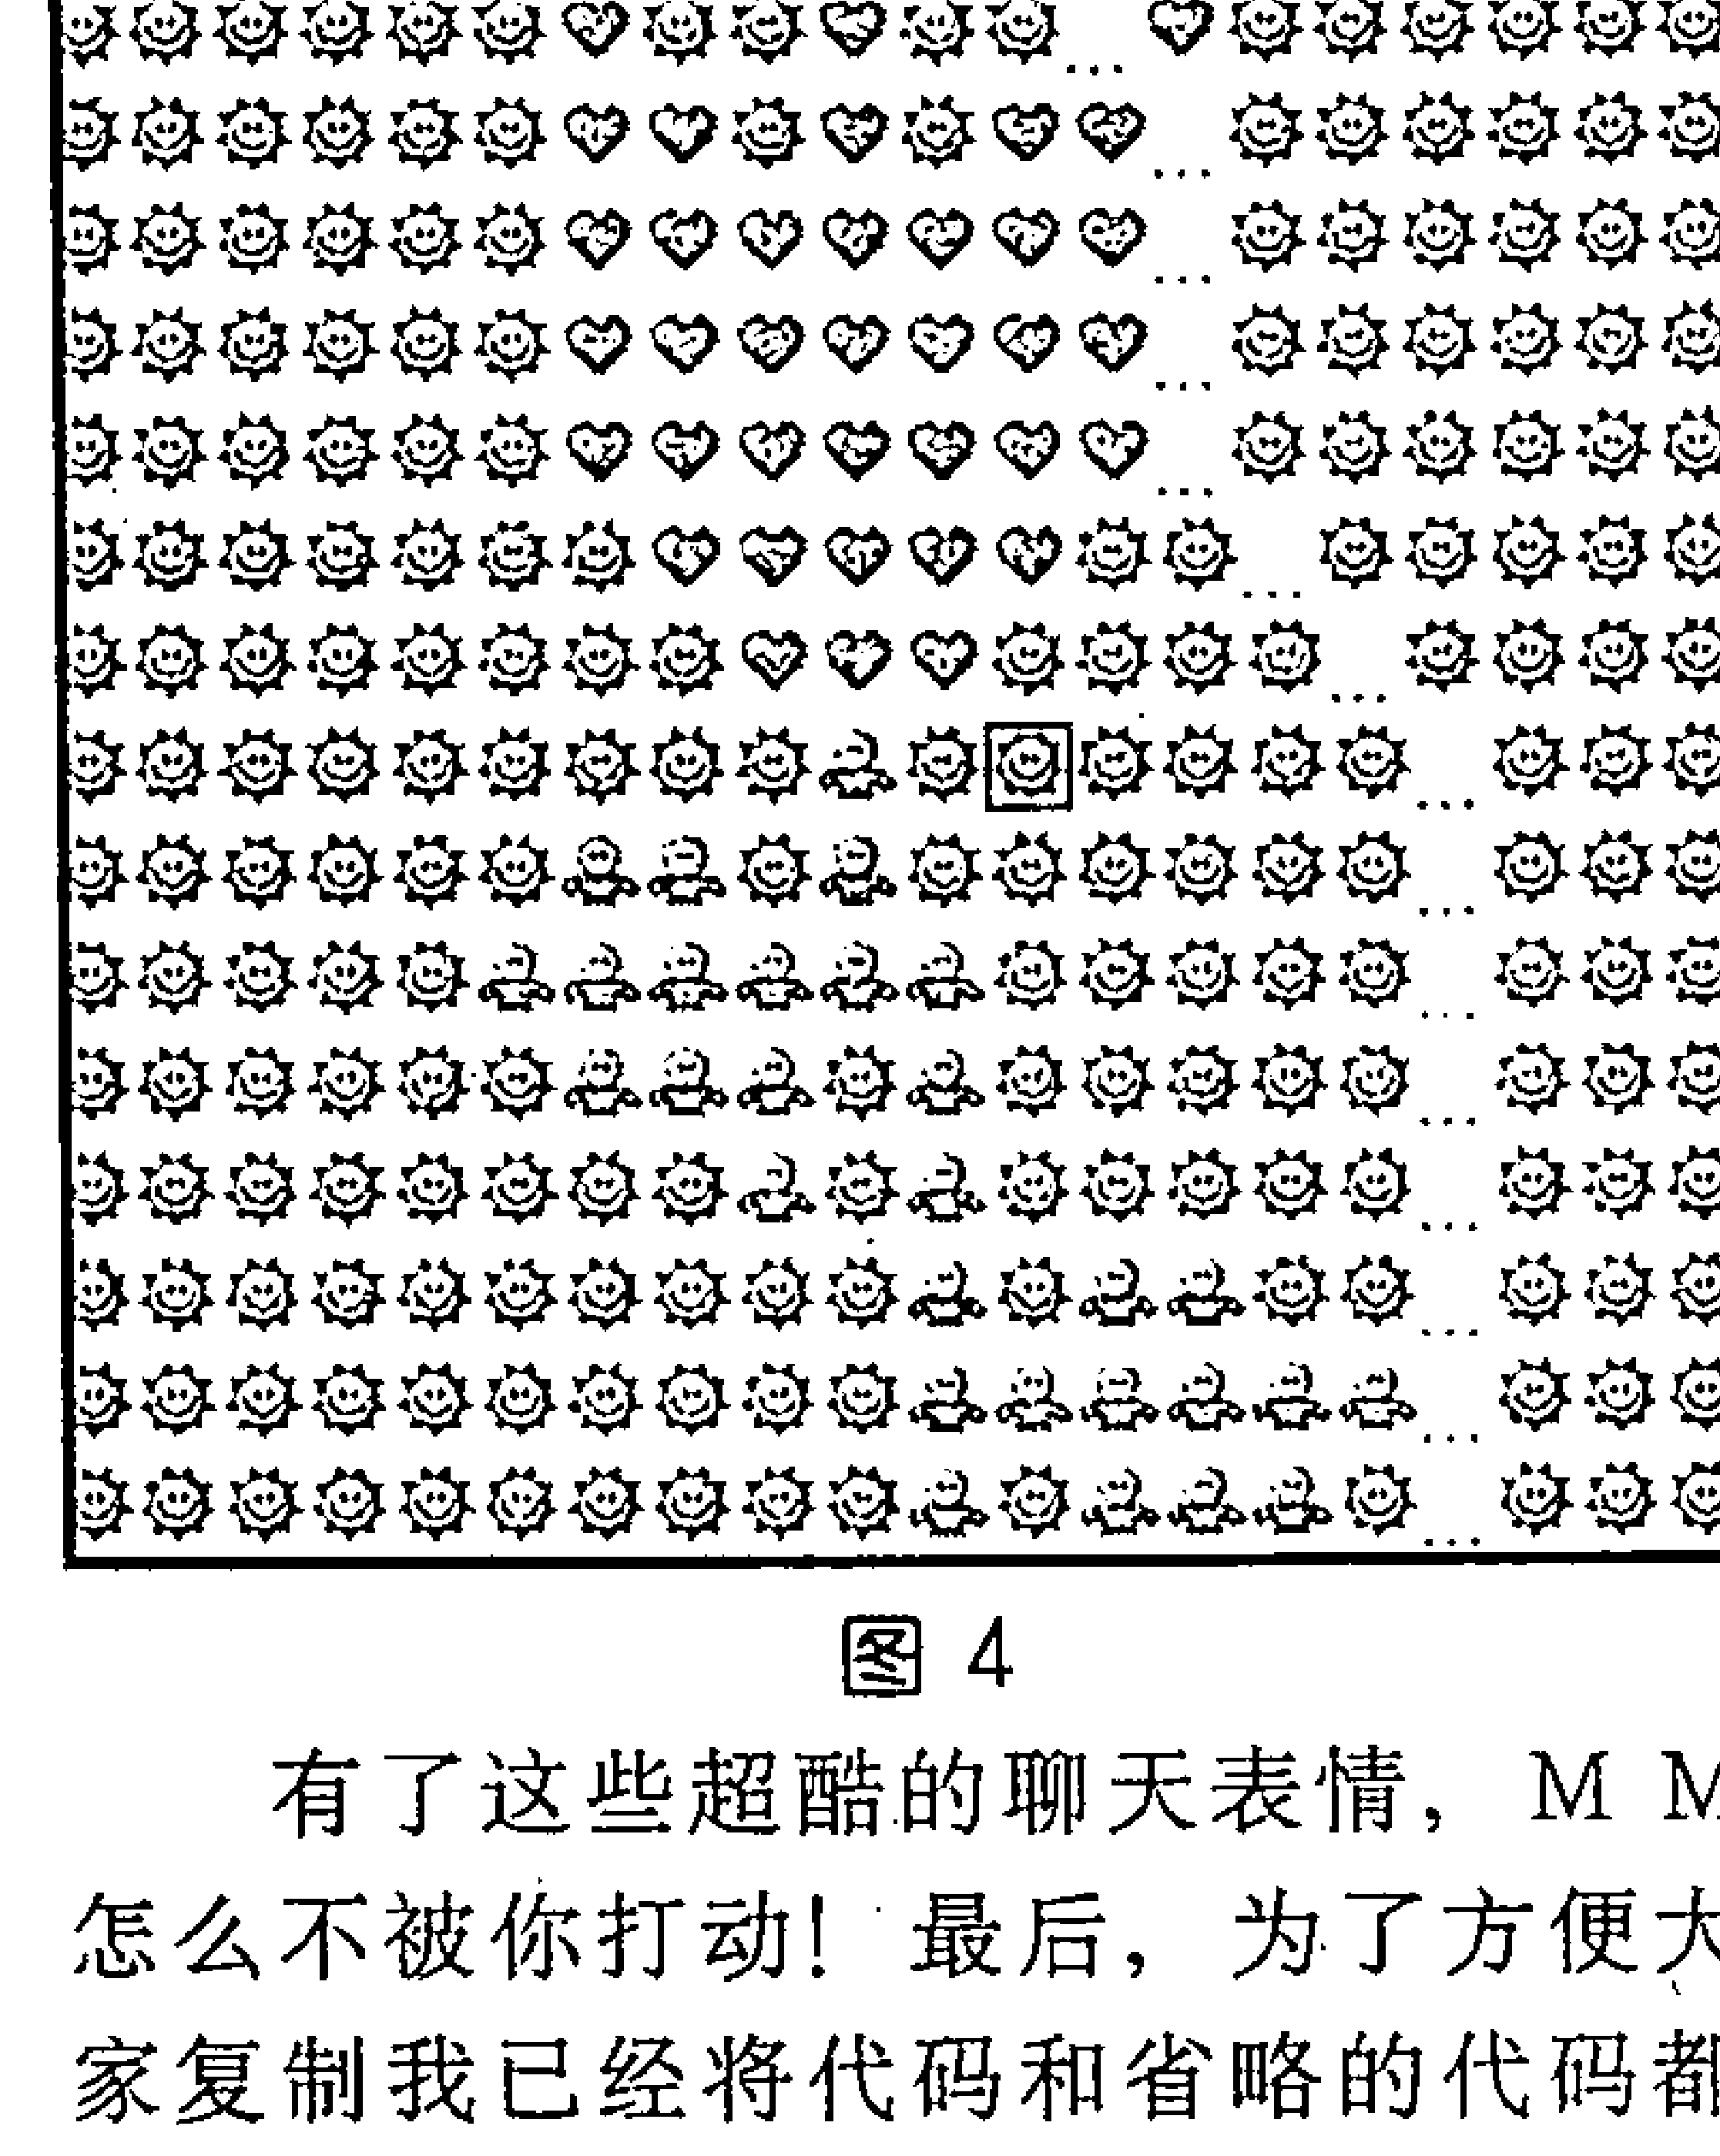 图 4
有了这些超酷的聊天表情，M M
怎么不被你打动！最后，为了方便大
家复制我已经将代码和省略的代码都